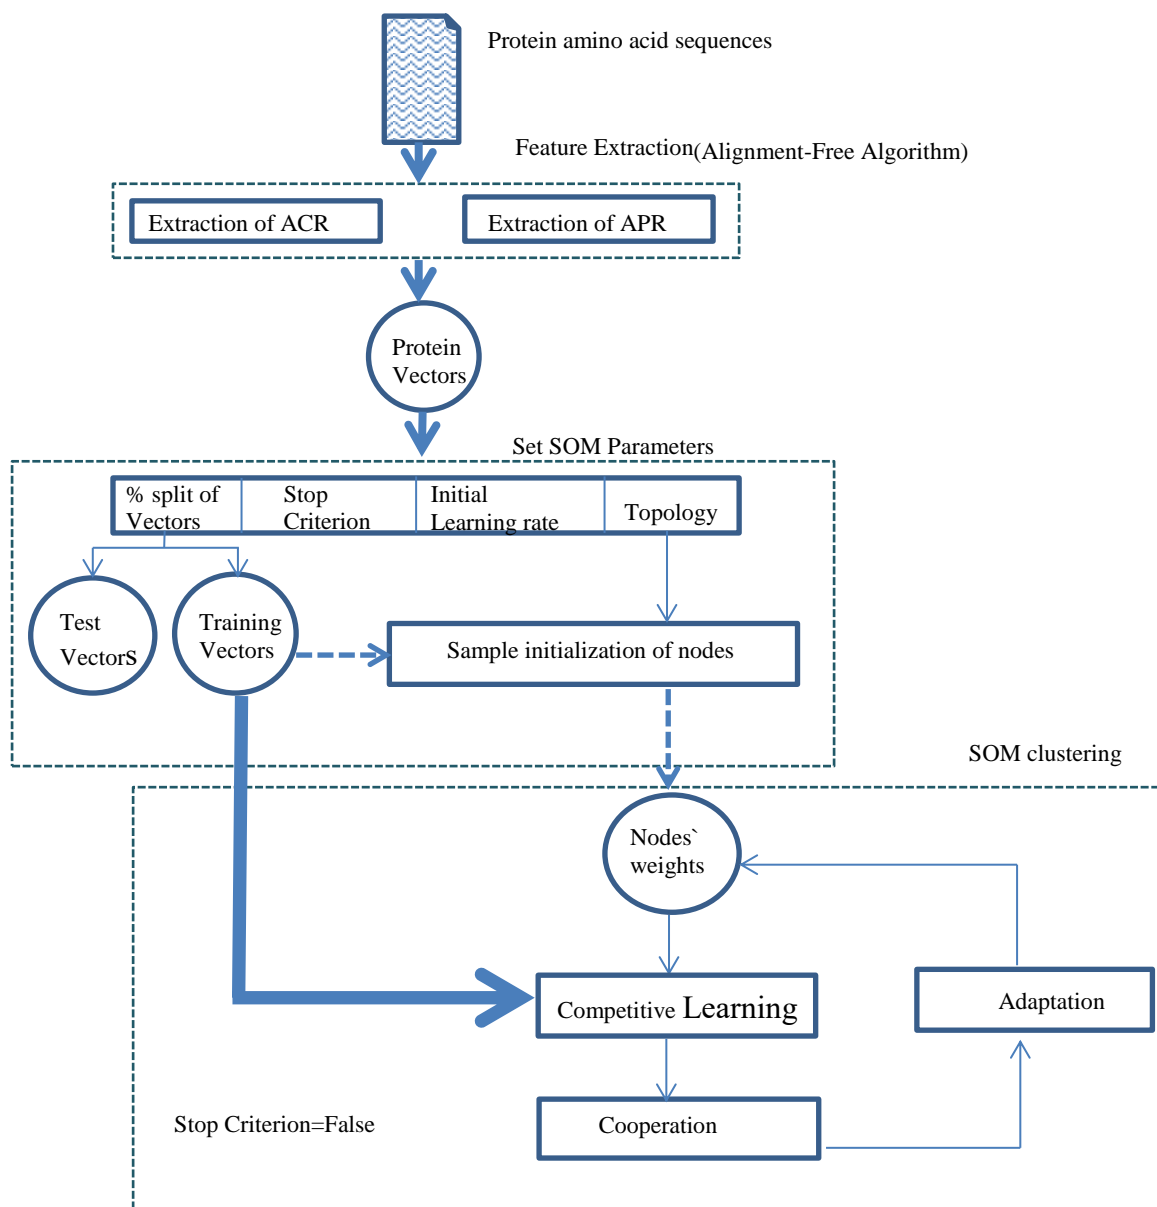 Protein amino acid sequences
Feature Extraction(Alignment-Free Algorithm)
Extraction of ACR
Extraction of APR
Protein
Vectors
Set SOM Parameters
% split of
Vectors
Stop
Criterion
Initial
Learning rate
Topology
Test
Vectors
Training
Vectors
Sample initialization of nodes
SOM clustering
Nodes`
weights
Competitive Learning
Adaptation
Cooperation
Stop Criterion=False